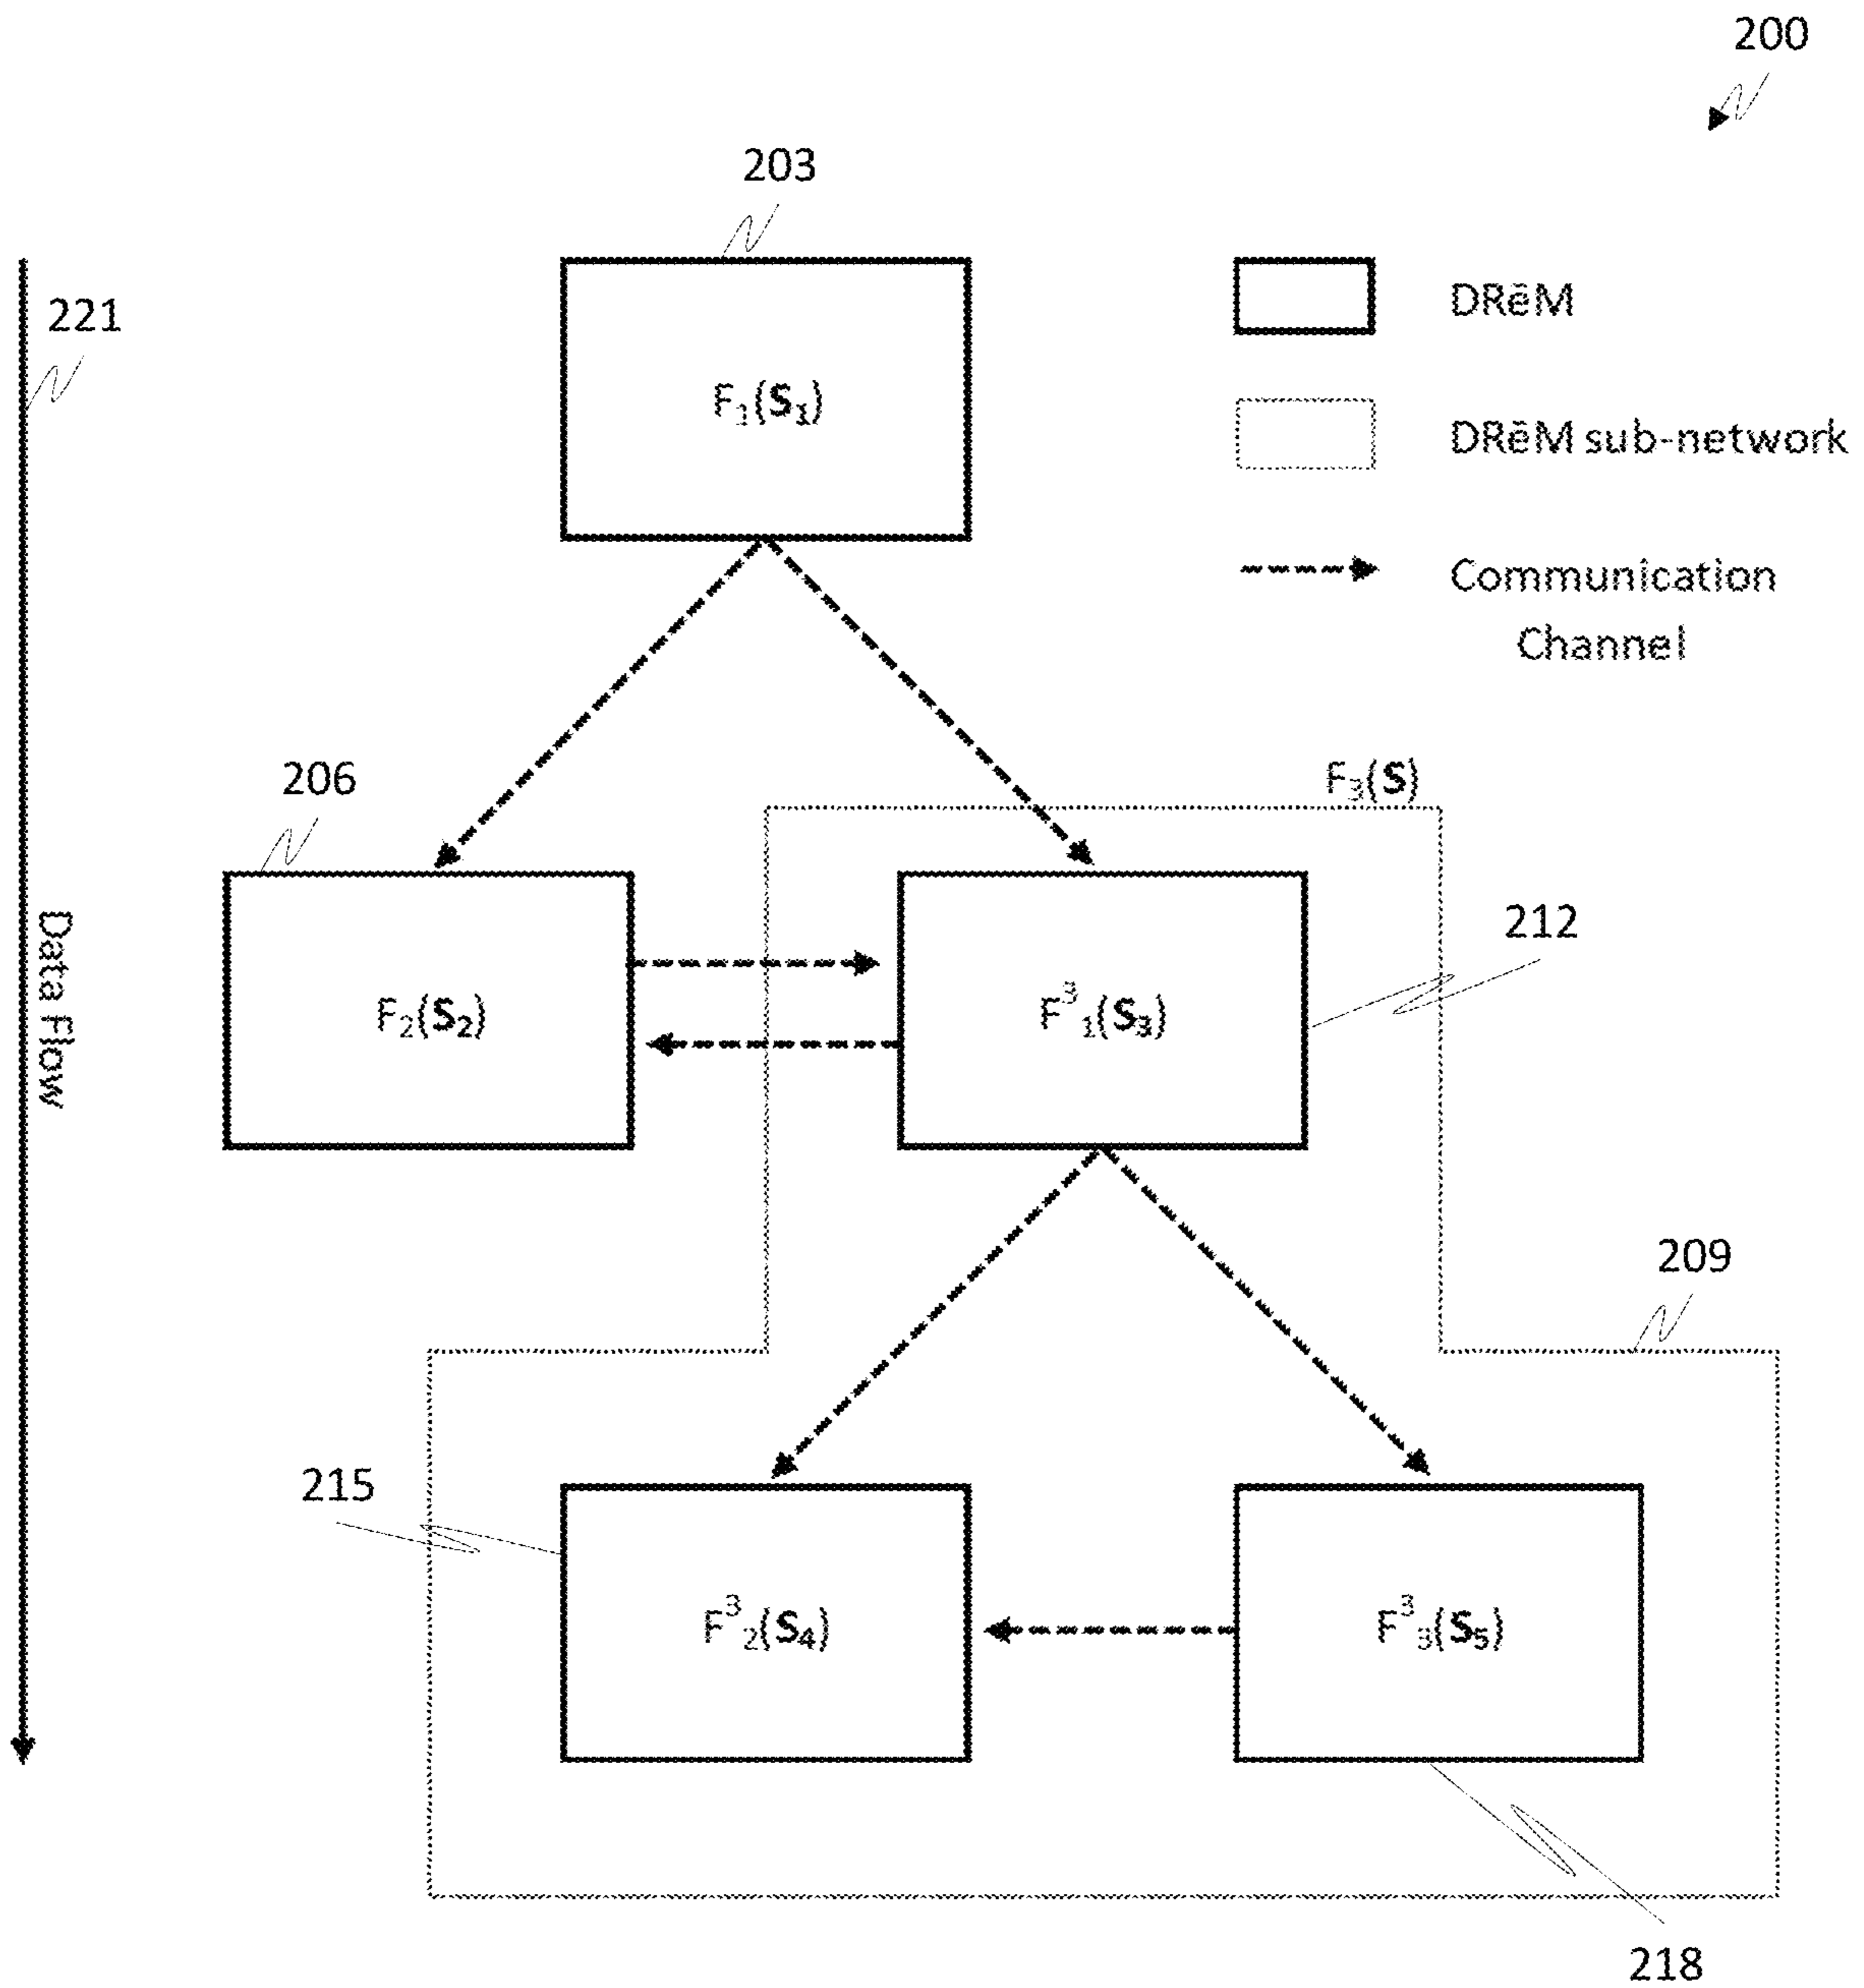 200
203
221
F₁(S₁)
DRēM
DRēM sub-network
Communication
Channel
F₃(S)
206
212
Data Flow
F₂(S₂)
F³₁(S₃)
209
215
F³₂(S₄)
F³₃(S₅)
218